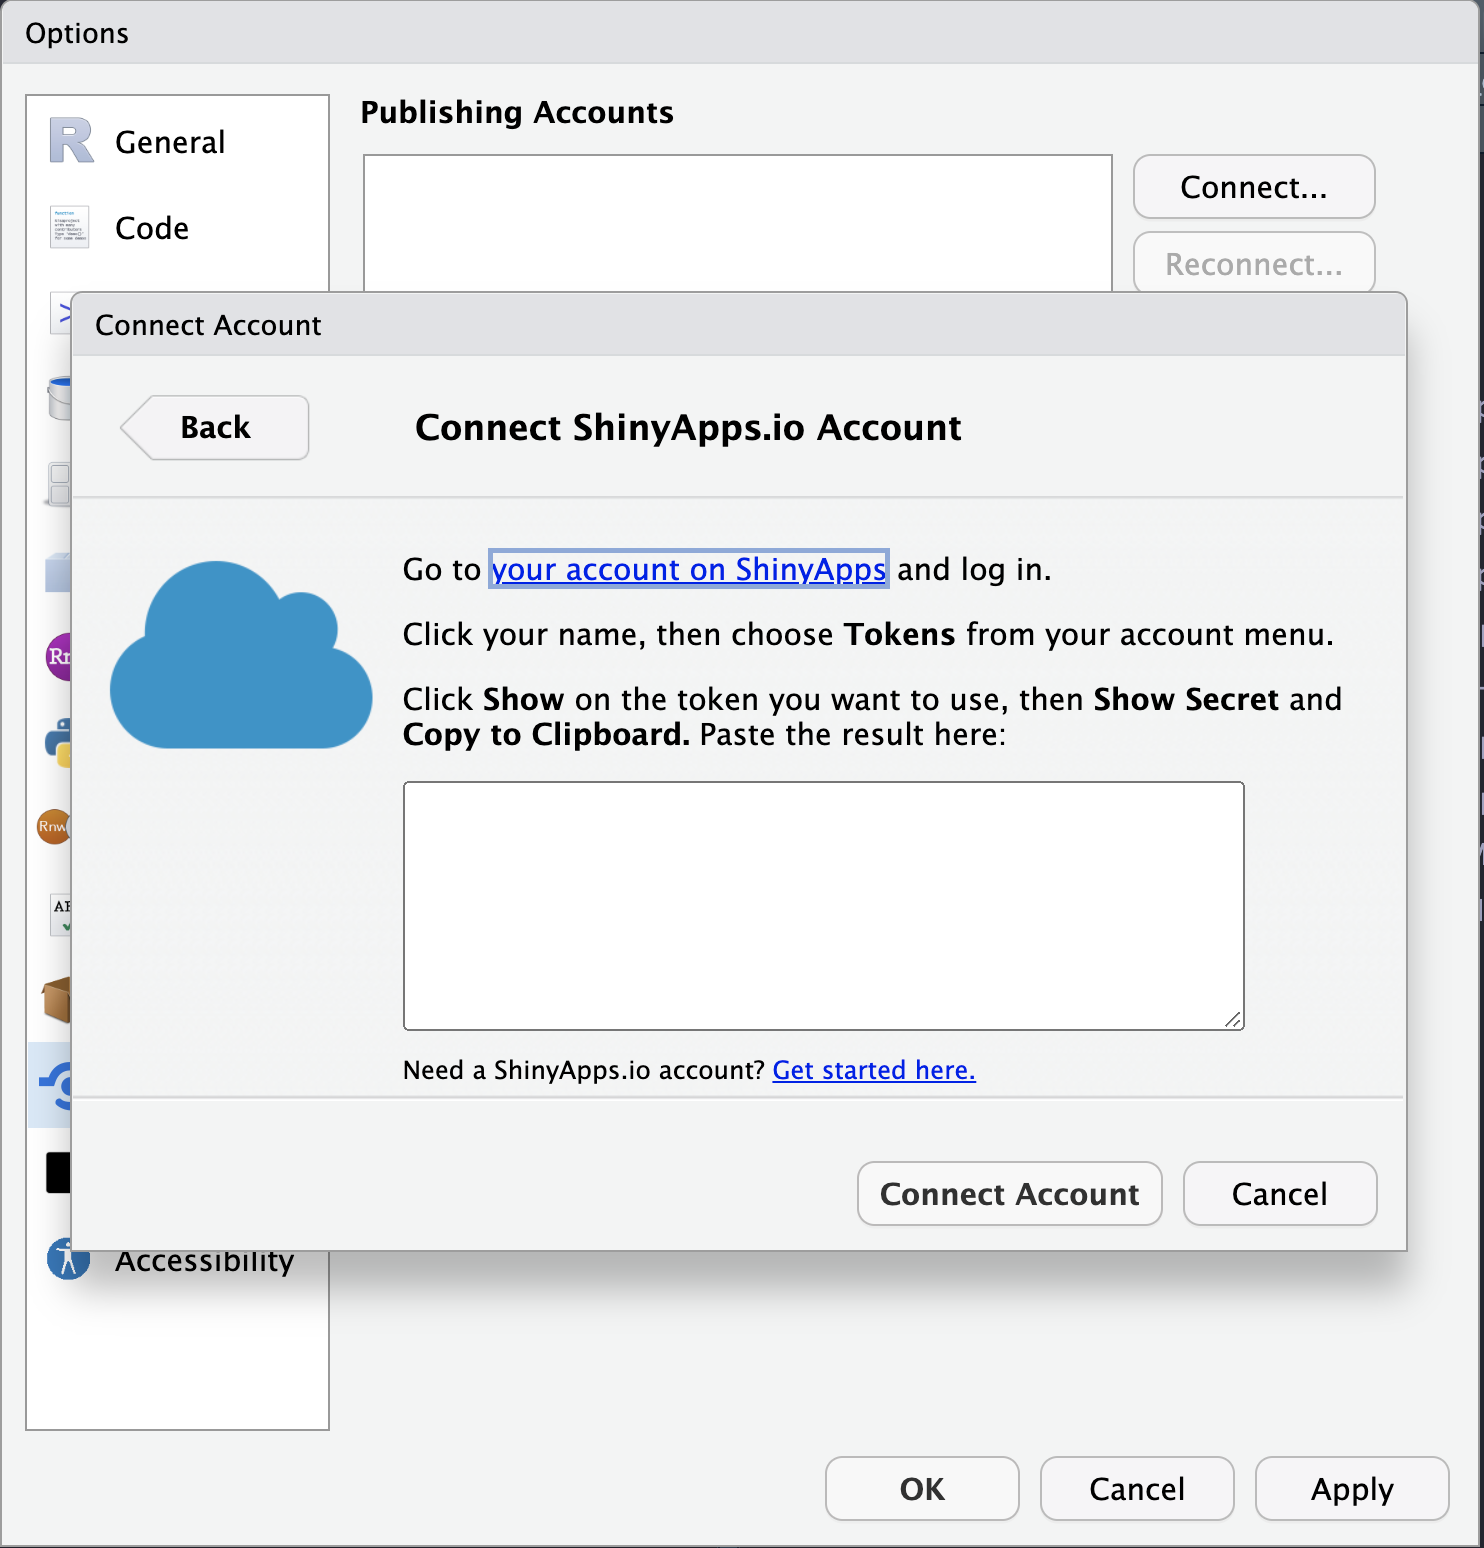 Options
General
Code
Publishing Accounts
Connect...
Reconnect...
Connect Account
Back
Connect ShinyApps.io Account
Go to your account on ShinyApps and log in.
Click your name, then choose Tokens from your account menu.
Click Show on the token you want to use, then Show Secret and
Copy to Clipboard. Paste the result here:
Need a ShinyApps.io account? Get started here.
Connect Account
Cancel
Rnw
Accessibility
OK
Cancel
Apply